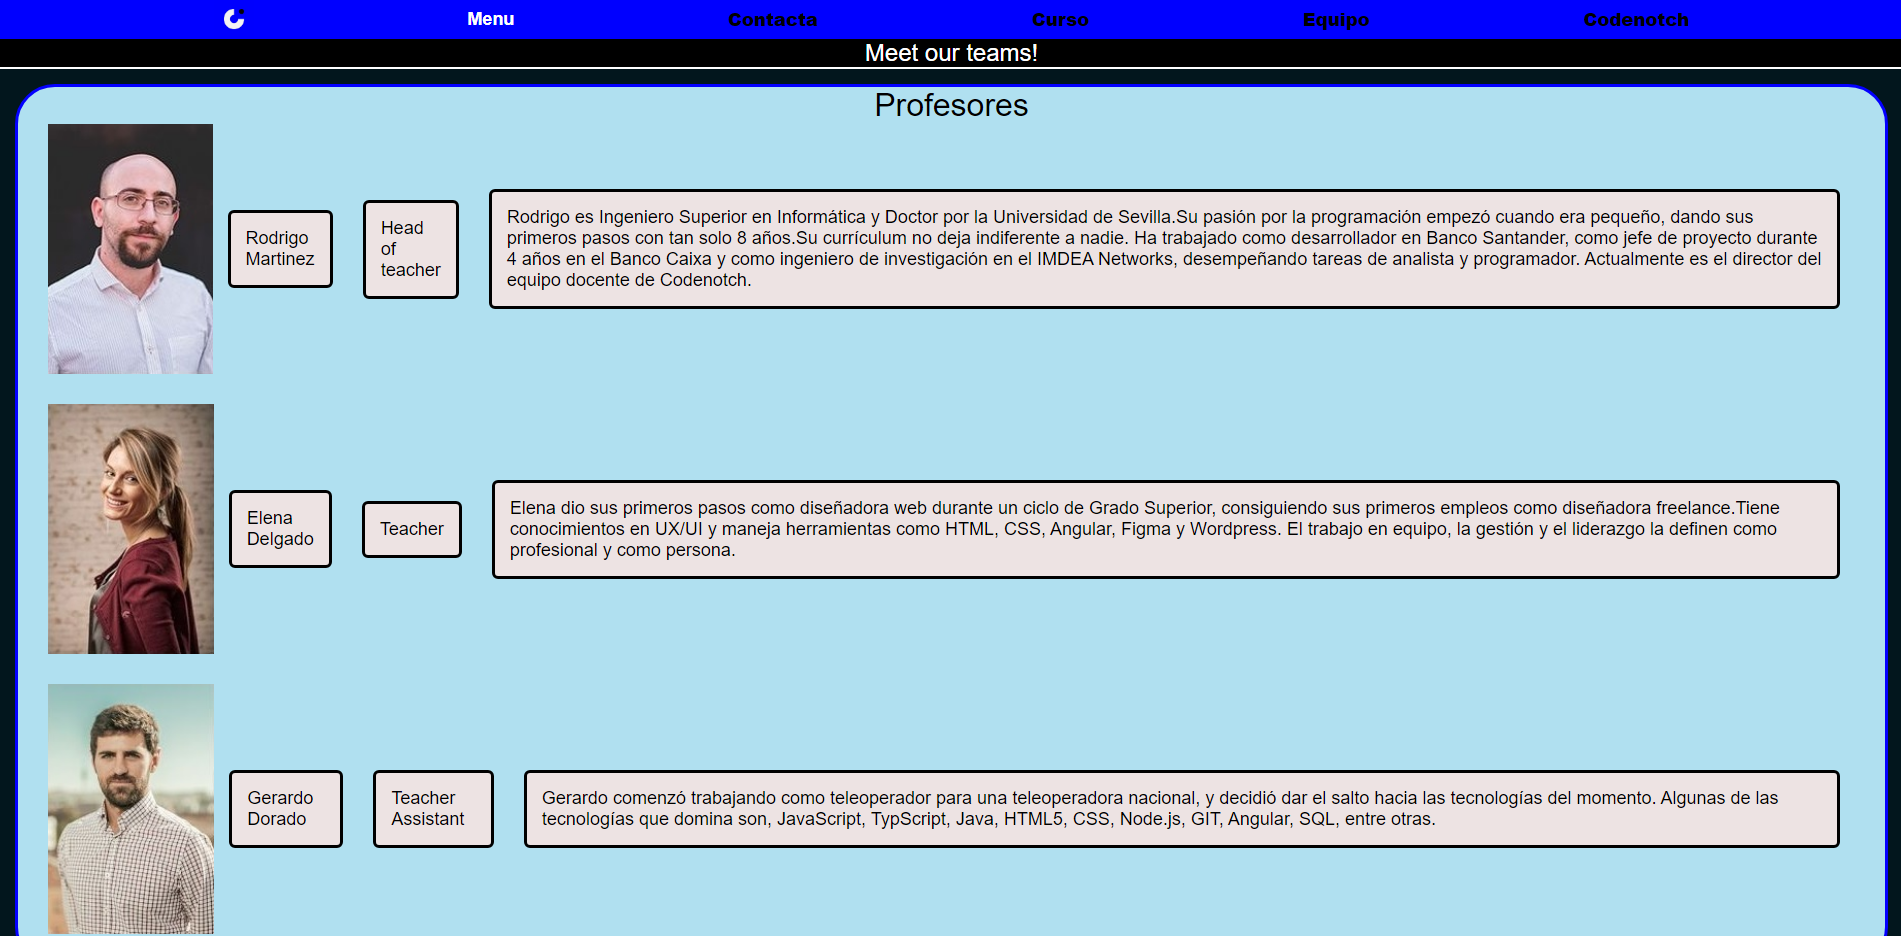 Menu Contacta Curso Equipo Codenotch
Meet our teams!
Profesores
Rodrigo
Martinez
Head
of
teacher
Rodrigo es Ingeniero Superior en Informática y Doctor por la Universidad de Sevilla.Su pasión por la programación empezó cuando era pequeño, dando sus
primeros pasos con tan solo 8 años.Su currículum no deja indiferente a nadie. Ha trabajado como desarrollador en Banco Santander, como jefe de proyecto durante
4 años en el Banco Caixa y como ingeniero de investigación en el IMDEA Networks, desempeñando tareas de analista y programador. Actualmente es el director del
equipo docente de Codenotch.
Elena
Delgado
Teacher
Elena dio sus primeros pasos como diseñadora web durante un ciclo de Grado Superior, consiguiendo sus primeros empleos como diseñadora freelance.Tiene
conocimientos en UX/UI y maneja herramientas como HTML, CSS, Angular, Figma y Wordpress. El trabajo en equipo, la gestión y el liderazgo la definen como
profesional y como persona.
Gerardo
Dorado
Teacher
Assistant
Gerardo comenzó trabajando como teleoperador para una teleoperadora nacional, y decidió dar el salto hacia las tecnologías del momento. Algunas de las
tecnologías que domina son, JavaScript, TypScript, Java, HTML5, CSS, Node.js, GIT, Angular, SQL, entre otras.